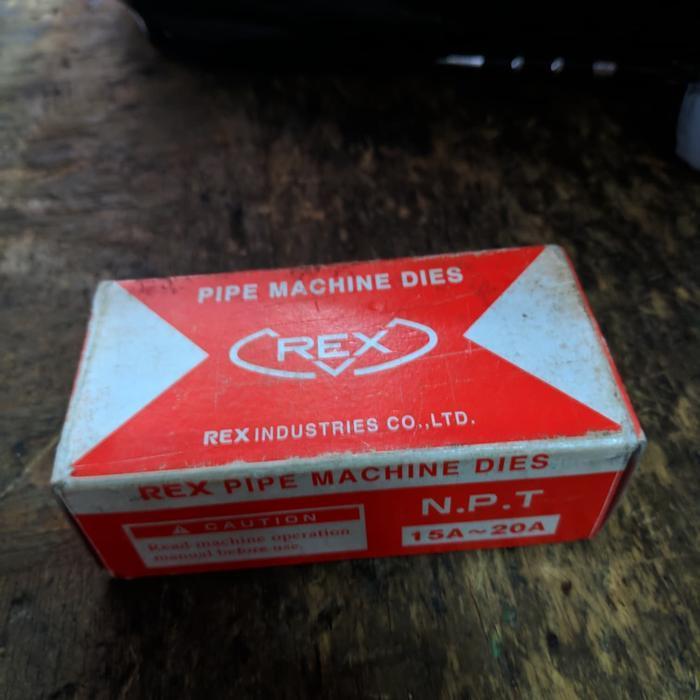 PIPE MACHINE DIES
REX
REX INDUSTRIES CO.,LTD.
REX PIPE MACHINE DIES
N.P.T
15A~20A
CAUTION
Read machine operation
manual before use.